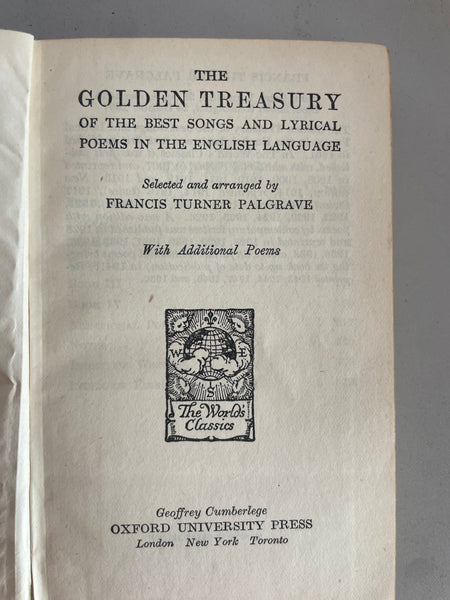 THE
GOLDEN TREASURY
OF THE BEST SONGS AND LYRICAL
POEMS IN THE ENGLISH LANGUAGE
Selected and arranged by
FRANCIS TURNER PALGRAVE
With Additional Poems
W E
S
The World's
Classics
Geoffrey Cumberlege
OXFORD UNIVERSITY PRESS
London New York Toronto